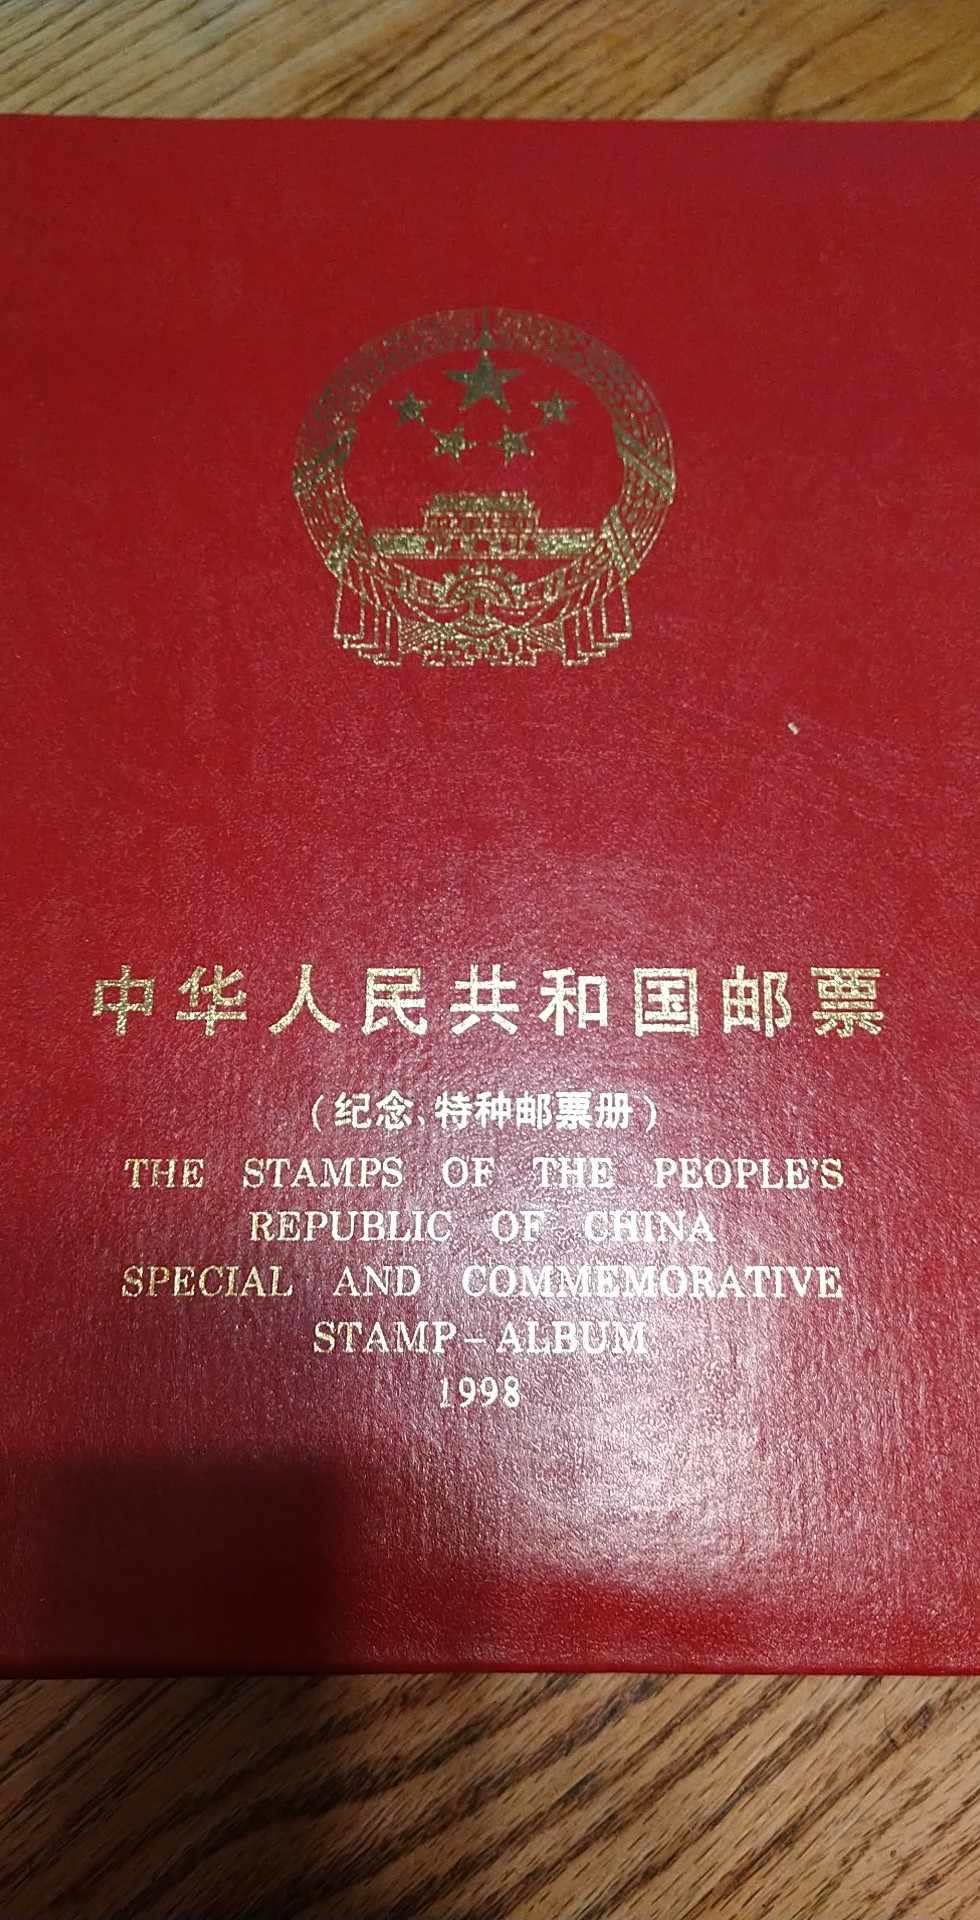 中华人民共和国邮票
（纪念、特种邮票册）
THE STAMPS OF THE PEOPLE'S
REPUBLIC OF CHINA
SPECIAL AND COMMEMORATIVE
STAMP-ALBUM
1998